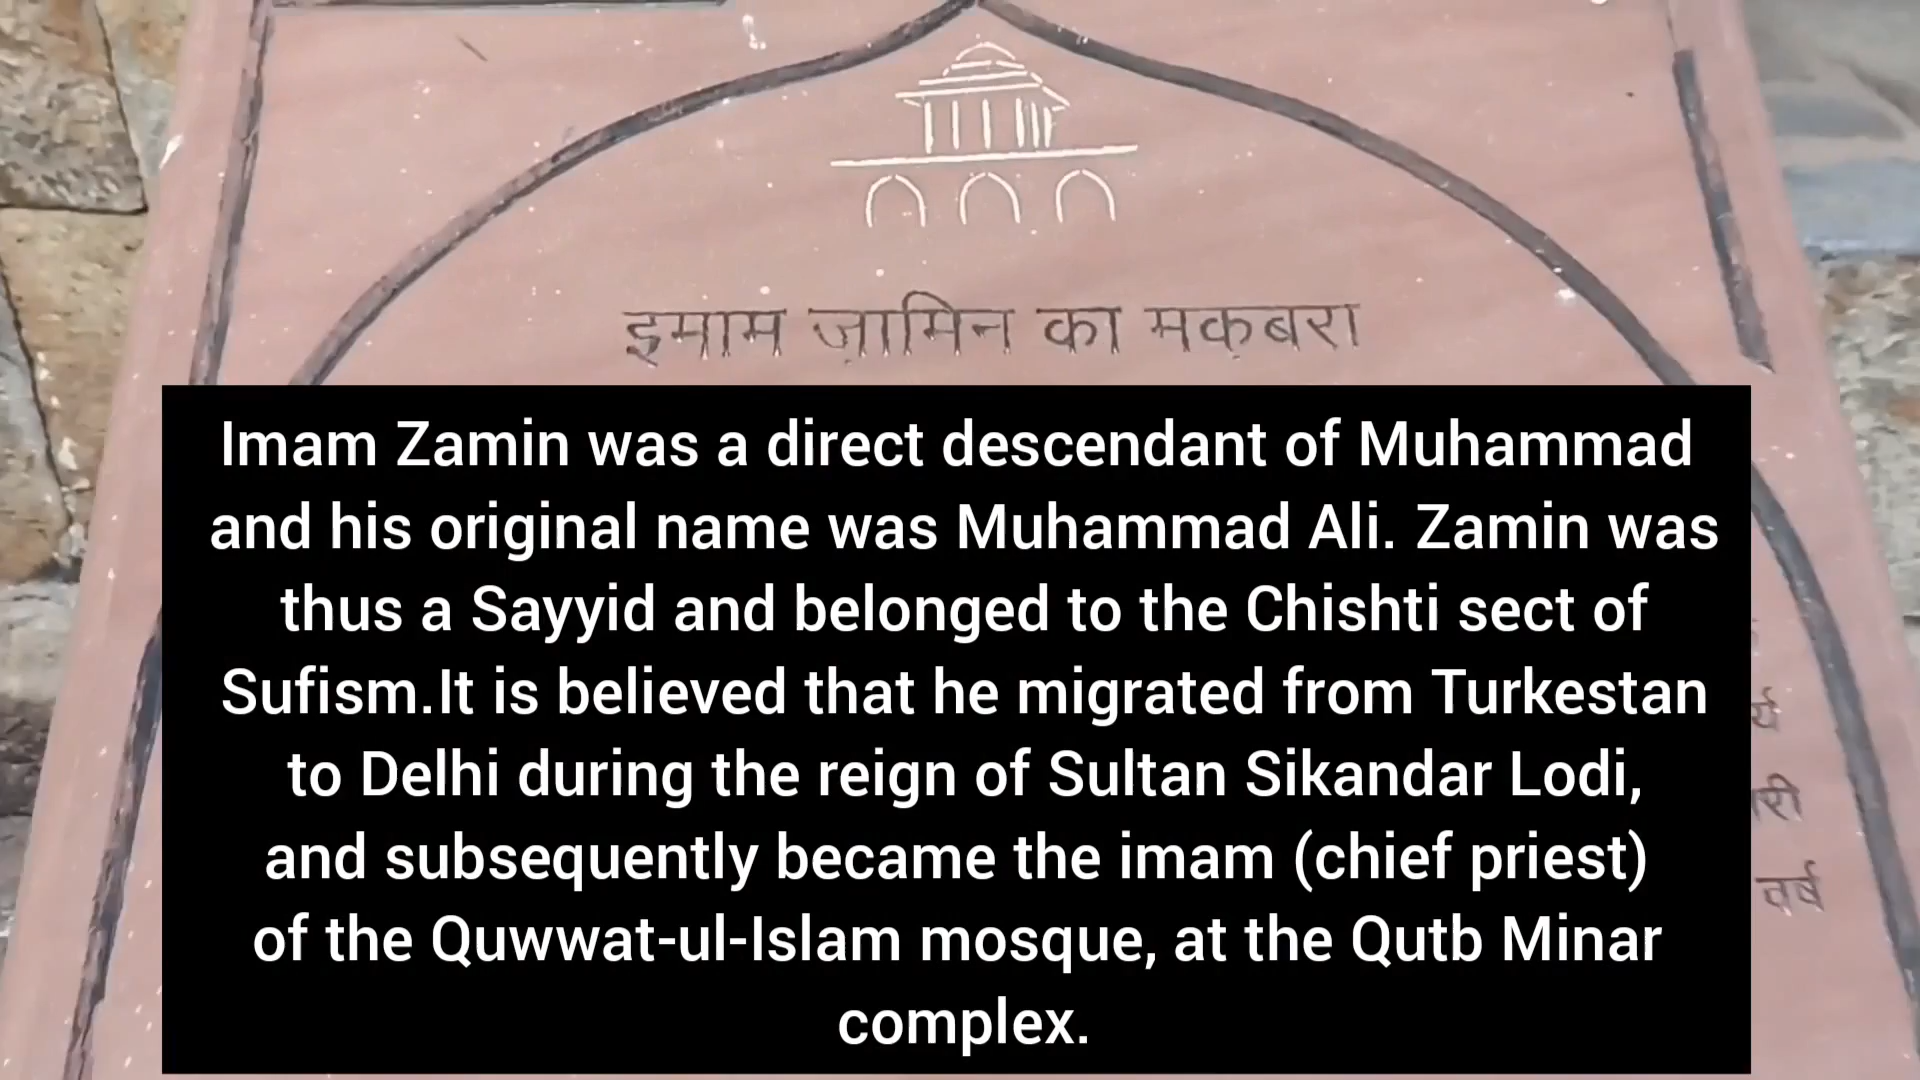 इमाम ज़ामिन का मक़बरा
Imam Zamin was a direct descendant of Muhammad
and his original name was Muhammad Ali. Zamin was
thus a Sayyid and belonged to the Chishti sect of
Sufism.It is believed that he migrated from Turkestan
to Delhi during the reign of Sultan Sikandar Lodi,
and subsequently became the imam (chief priest)
of the Quwwat-ul-Islam mosque, at the Qutb Minar
complex.